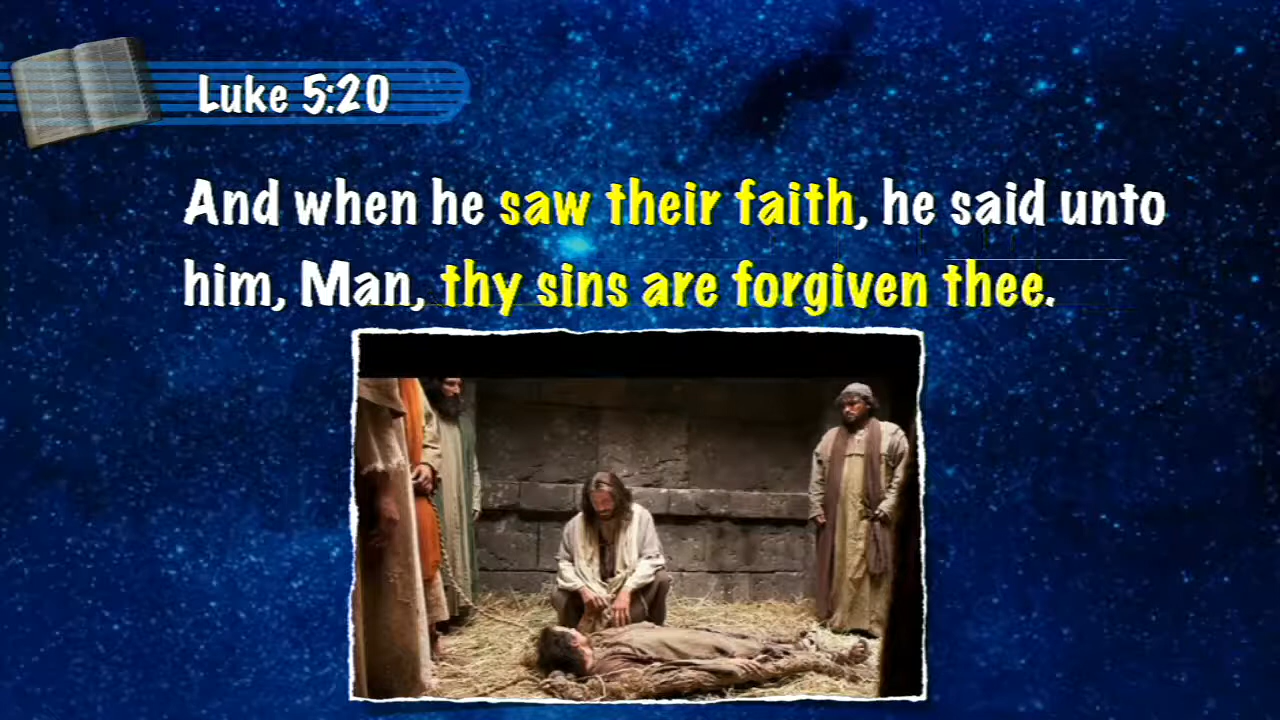 Luke 5:20
And when he saw their faith, he said unto
him, Man, thy sins are forgiven thee.